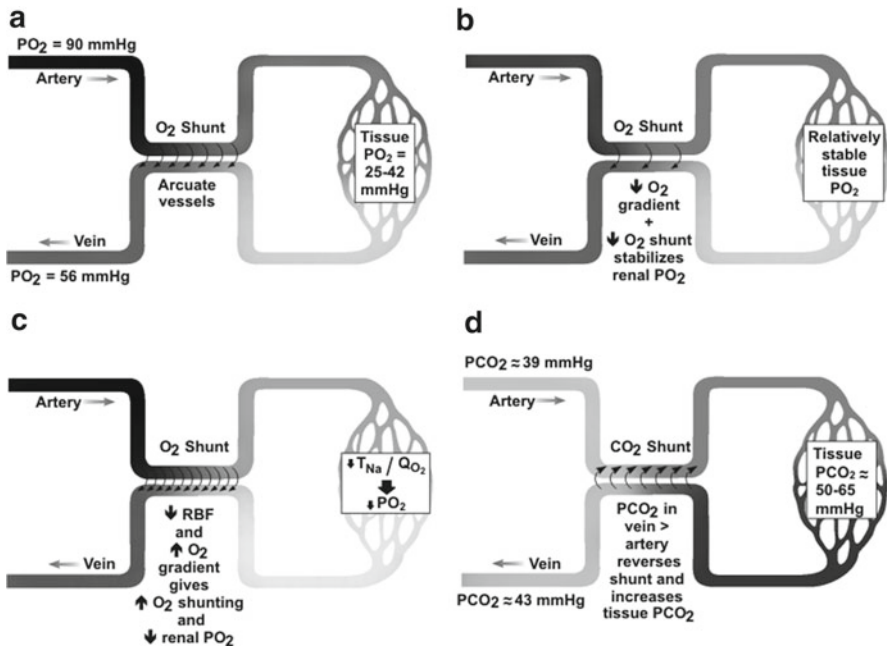 a
PO2 = 90 mmHg
Artery
O2 Shunt
Arcuate
vessels
Tissue
PO2 =
25-42
mmHg
Vein
PO2 = 56 mmHg
b
Artery
O2 Shunt
O2
gradient
+
O2 shunt
stabilizes
renal PO2
Relatively
stable
tissue
PO2
Vein
c
Artery
O2 Shunt
RBF
and
O2
gradient
gives
O2 shunting
and
renal PO2
TNa / QO2
PO2
Vein
d
PCO2 ≈ 39 mmHg
Artery
CO2 Shunt
PCO2 in
vein >
artery
reverses
shunt and
increases
tissue PCO2
Tissue
PCO2 ≈
50-65
mmHg
Vein
PCO2 ≈ 43 mmHg